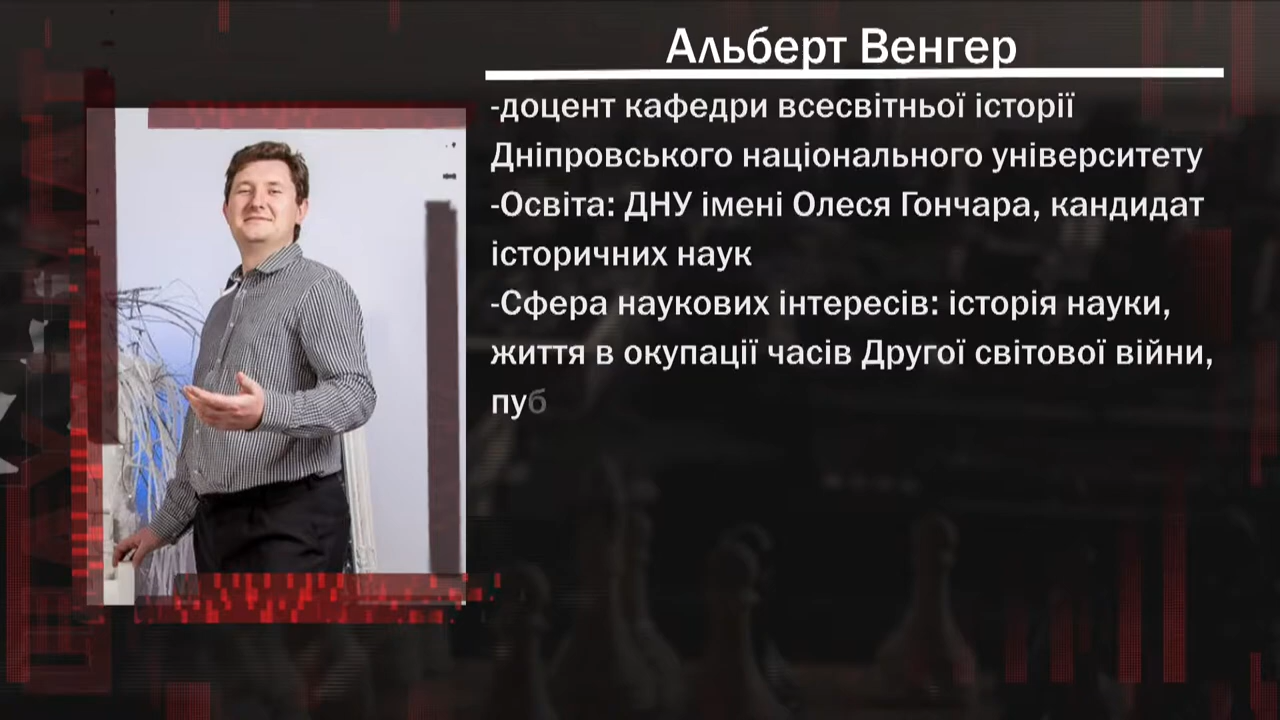 Альберт Венгер
-доцент кафедри всесвітньої історії
Дніпровського національного університету
-Освіта: ДНУ імені Олеся Гончара, кандидат
історичних наук
-Сфера наукових інтересів: історія науки,
життя в окупації часів Другої світової війни,
пуб